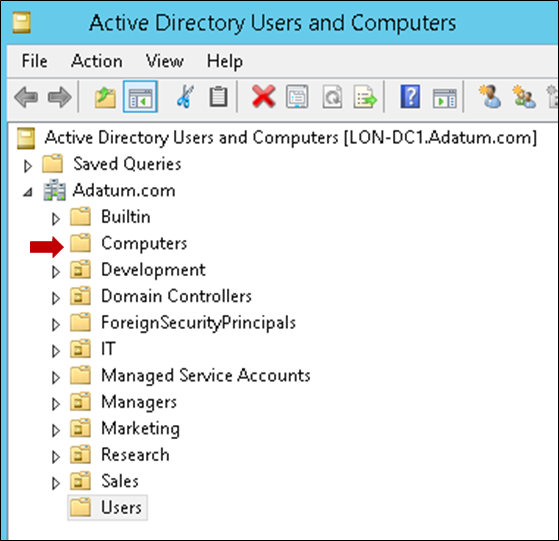 Active Directory Users and Computers
File Action View Help
Active Directory Users and Computers [LON-DC1.Adatum.com]
Saved Queries
Adatum.com
Builtin
Computers
Development
Domain Controllers
ForeignSecurityPrincipals
IT
Managed Service Accounts
Managers
Marketing
Research
Sales
Users